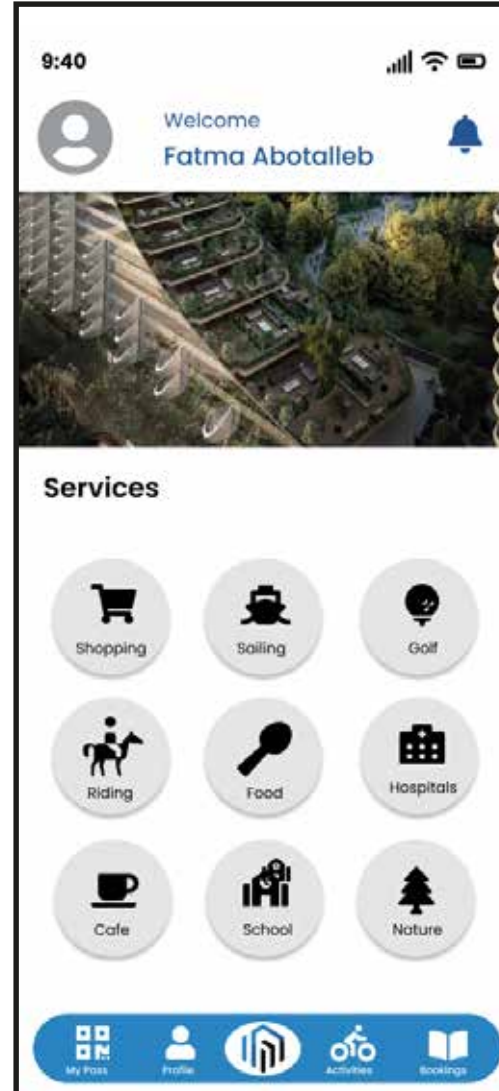 9:40
Welcome
Fatma Abotalleb
Services
Shopping
Sailing
Golf
Riding
Food
Hospitals
Cafe
School
Nature
My Pass
Profile
Activities
Bookings